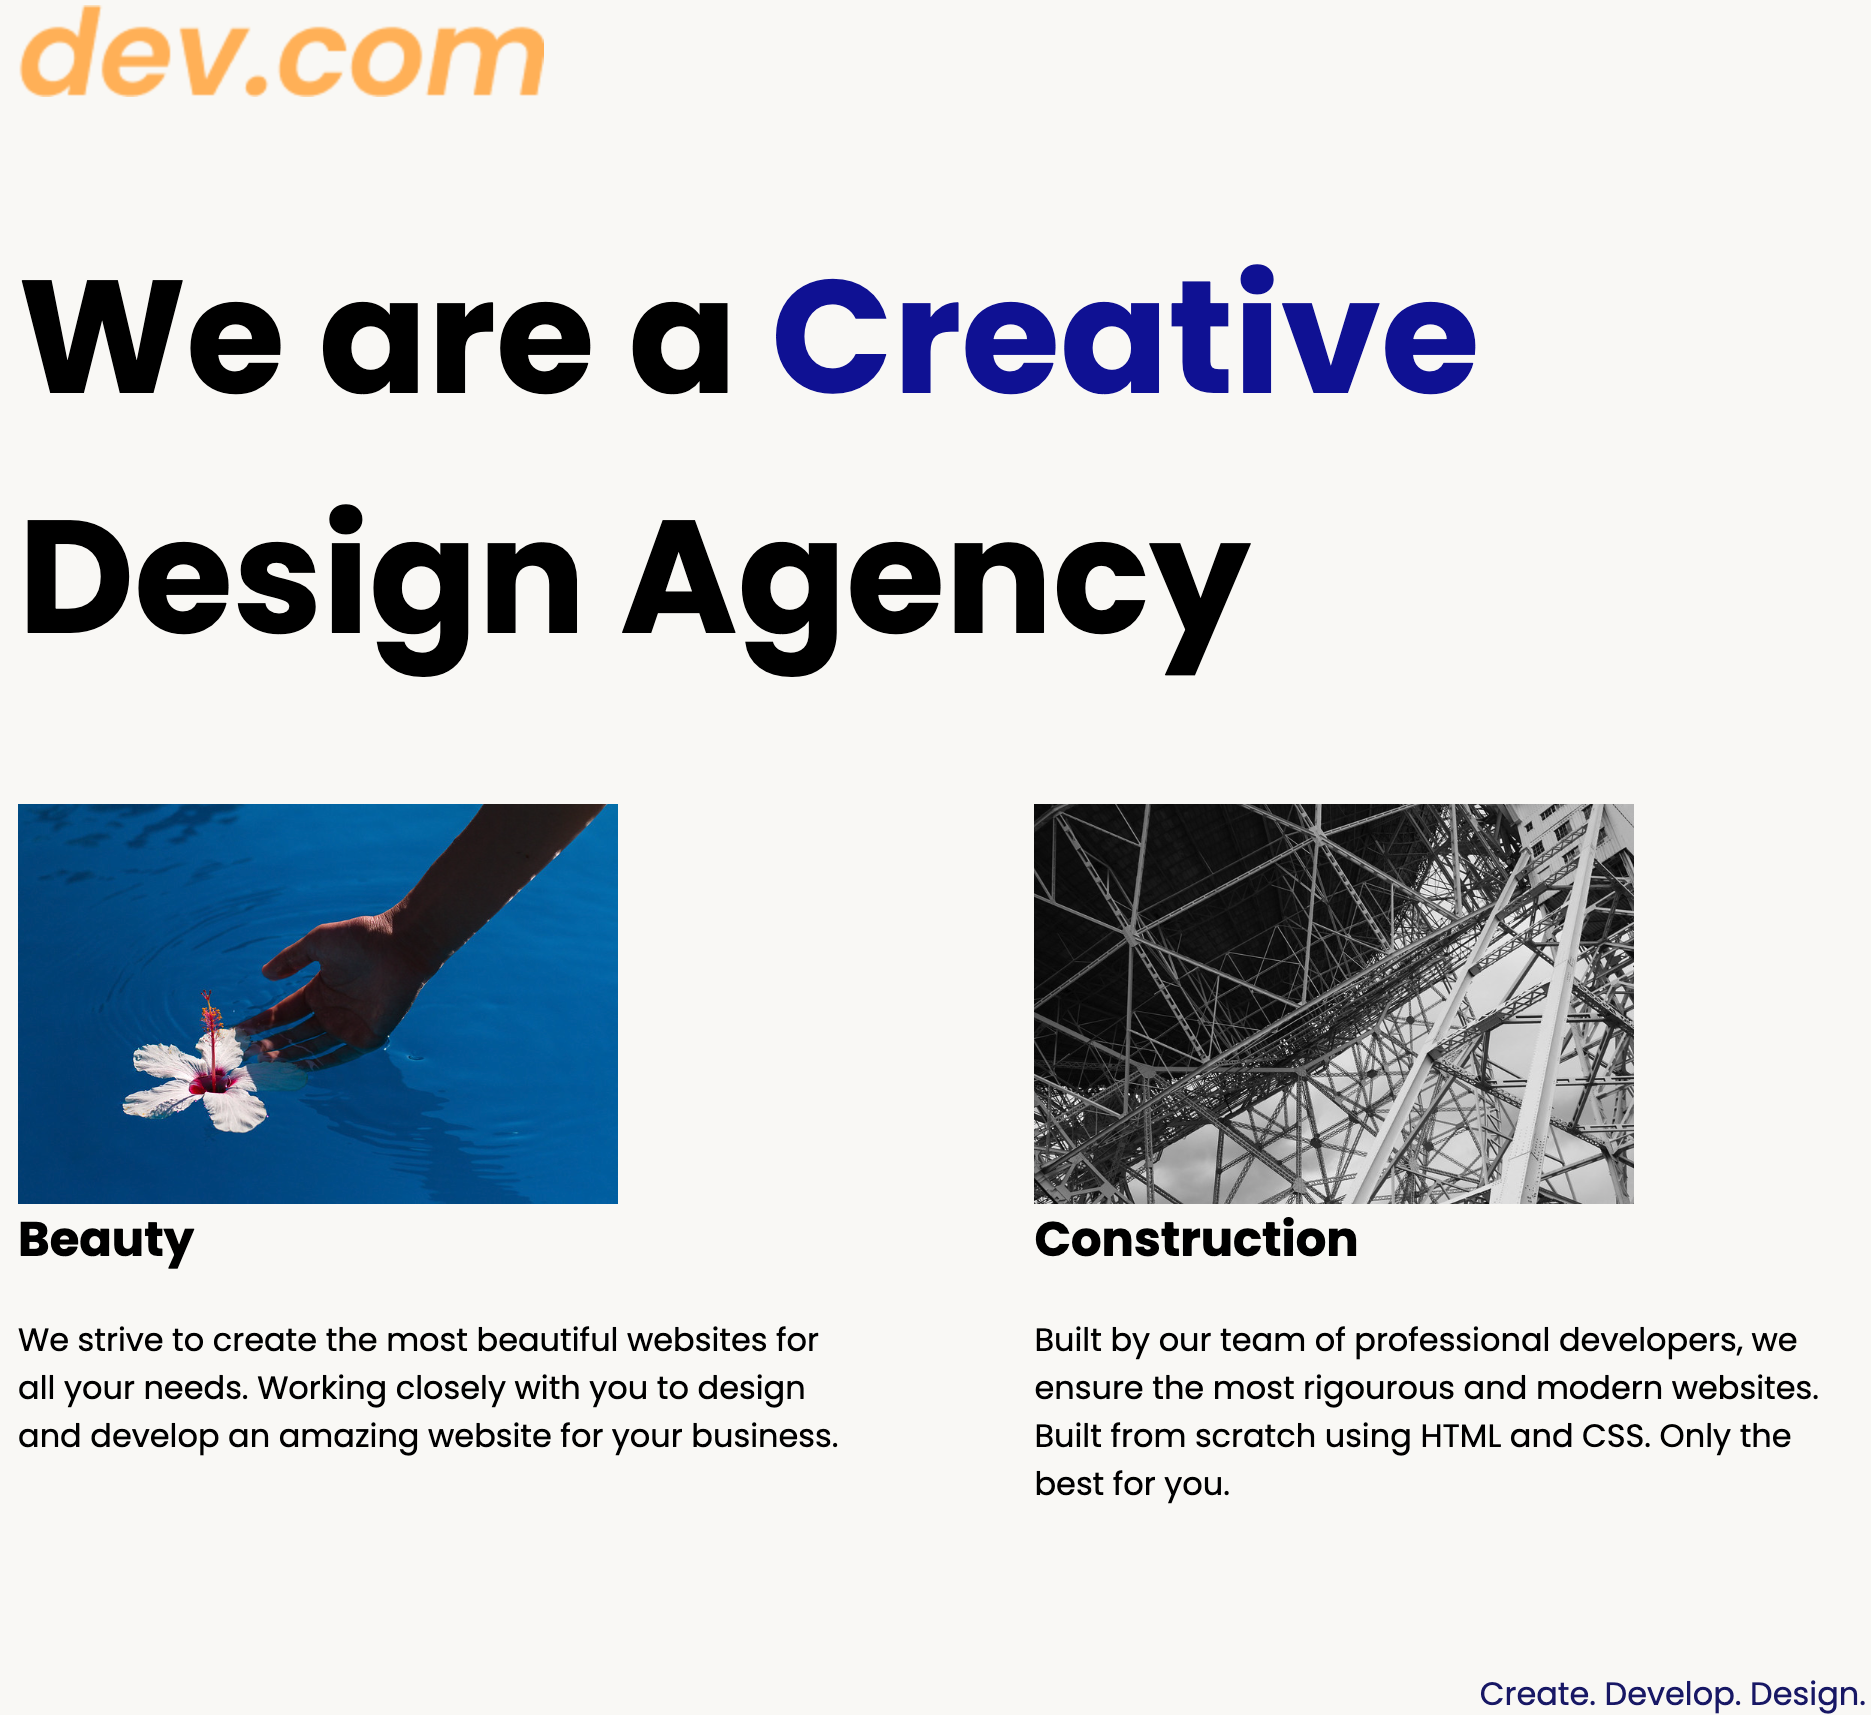 dev.com
We are a Creative
Design Agency
Beauty
We strive to create the most beautiful websites for
all your needs. Working closely with you to design
and develop an amazing website for your business.
Construction
Built by our team of professional developers, we
ensure the most rigourous and modern websites.
Built from scratch using HTML and CSS. Only the
best for you.
Create. Develop. Design.